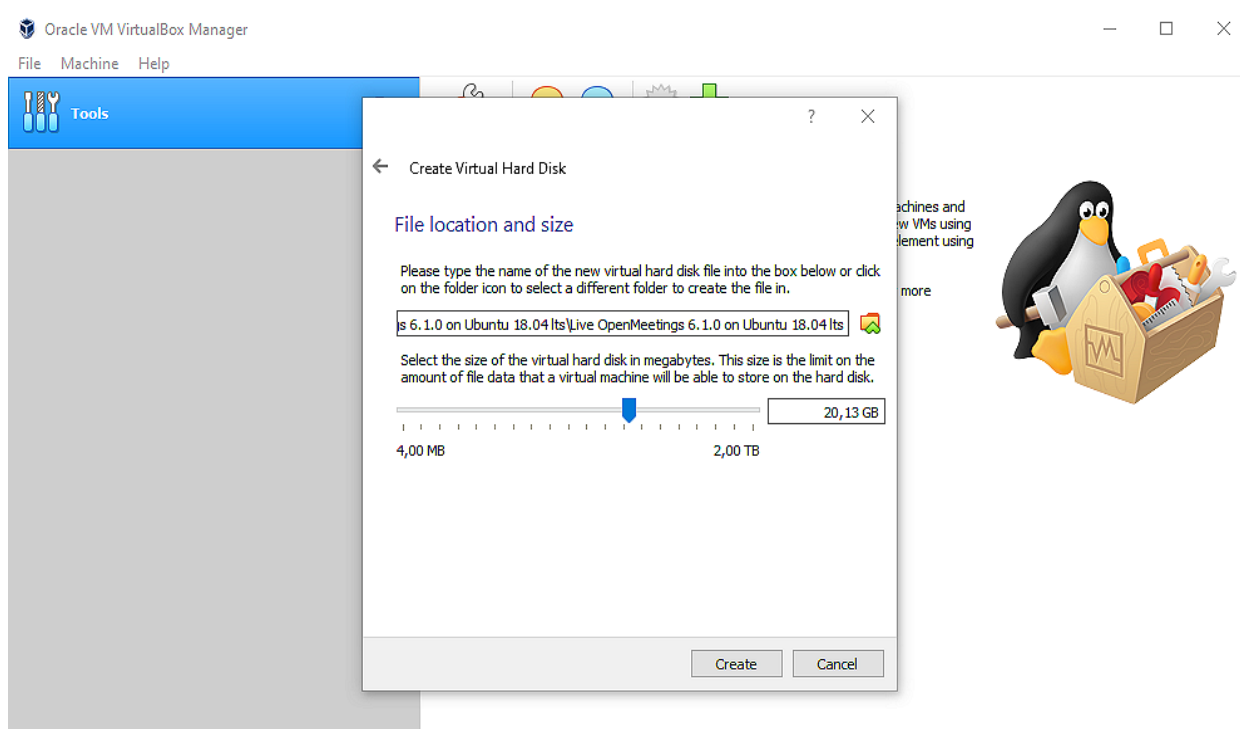 Oracle VM VirtualBox Manager
File Machine Help
Tools
?
Create Virtual Hard Disk
File location and size
Please type the name of the new virtual hard disk file into the box below or click
on the folder icon to select a different folder to create the file in.
6.1.0 on Ubuntu 18.04 lts\Live OpenMeetings 6.1.0 on Ubuntu 18.04 lts
Select the size of the virtual hard disk in megabytes. This size is the limit on the
amount of file data that a virtual machine will be able to store on the hard disk.
20,13 GB
4,00 MB 2,00 TB
Create Cancel
and
VMs using
using
more